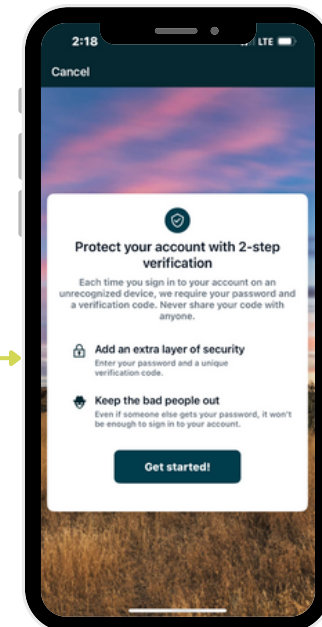 2:18
LTE
Cancel
Protect your account with 2-step
verification
Each time you sign in to your account on an
unrecognized device, we require your password and
a verification code. Never share your code with
anyone.
Add an extra layer of security
Enter your password and a unique
verification code.
Keep the bad people out
Even if someone else gets your password, it won't
be enough to sign in to your account.
Get started!